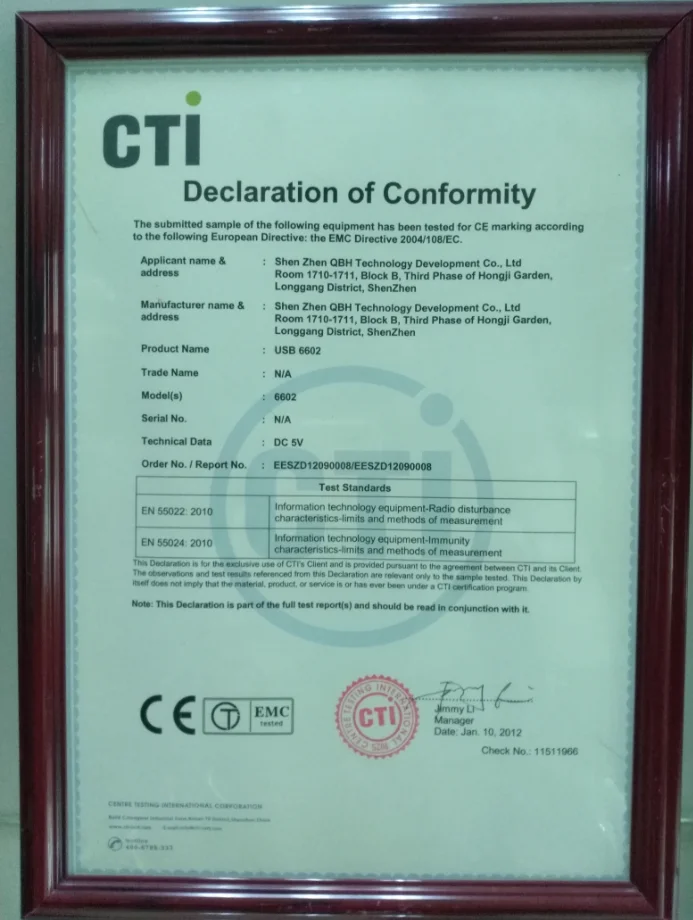 CTI
Declaration of Conformity
The submitted sample of the following equipment has been tested for CE marking according
to the following European Directive: the EMC Directive 2004/108/EC.
Applicant name & address : Shen Zhen QBH Technology Development Co., Ltd
Room 1710-1711, Block B, Third Phase of Hongji Garden,
Longgang District, ShenZhen
Manufacturer name & address : Shen Zhen QBH Technology Development Co., Ltd
Room 1710-1711, Block B, Third Phase of Hongji Garden,
Longgang District, ShenZhen
Product Name : USB 6602
Trade Name : N/A
Model(s) : 6602
Serial No. : N/A
Technical Data : DC 5V
Order No. / Report No. : EESZD12090008/EESZD12090008
Test Standards
EN 55022: 2010 Information technology equipment-Radio disturbance
characteristics-limits and methods of measurement
EN 55024: 2010 Information technology equipment-Immunity
characteristics-limits and methods of measurement
This Declaration is for the exclusive use of CTI's Client and is provided pursuant to the agreement between CTI and its Client.
The observations and test results referenced from this Declaration are relevant only to the sample tested. This Declaration by
itself does not imply that the material, product, or service is or has ever been under a CTI certification program.
Note: This Declaration is part of the full test report(s) and should be read in conjunction with it.
CTI
CE
T
EMC
tested
CENTRE TESTING INTERNATIONAL
CTI
Jimmy Li
Manager
Date: Jan. 10, 2012
Check No.: 11511966
CENTRE TESTING INTERNATIONAL CORPORATION